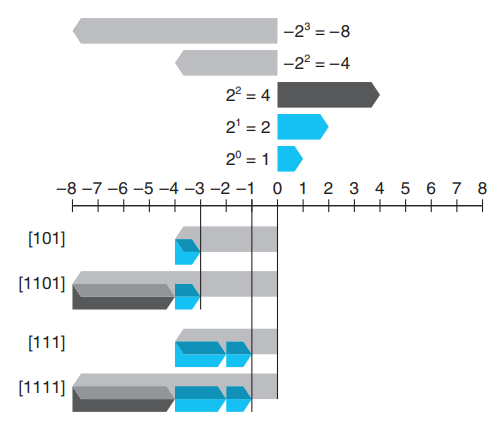 −2³ = −8
−2² = −4
2² = 4
2¹ = 2
2⁰ = 1
−8 −7 −6 −5 −4 −3 −2 −1 0 1 2 3 4 5 6 7 8
[101]
[1101]
[111]
[1111]